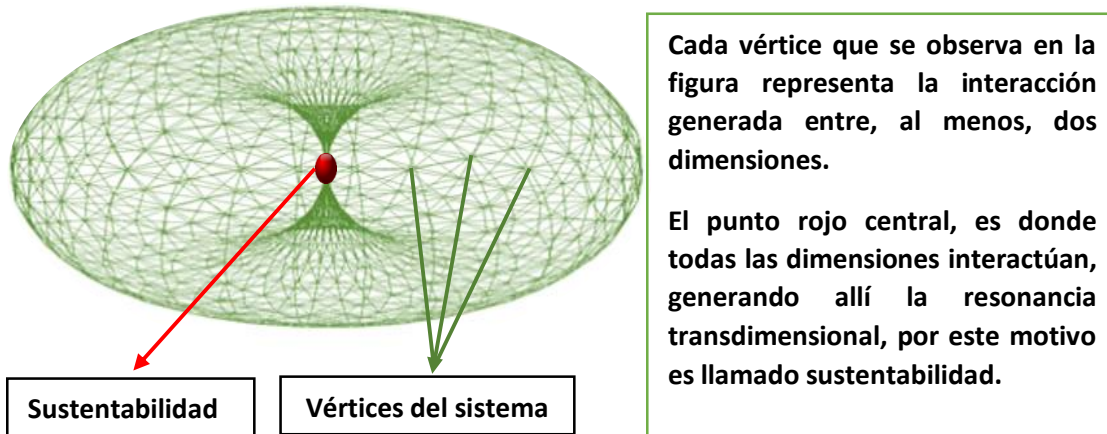 Cada vértice que se observa en la
figura representa la interacción
generada entre, al menos, dos
dimensiones.
El punto rojo central, es donde
todas las dimensiones interactúan,
generando allí la resonancia
transdimensional, por este motivo
es llamado sustentabilidad.
Sustentabilidad
Vértices del sistema